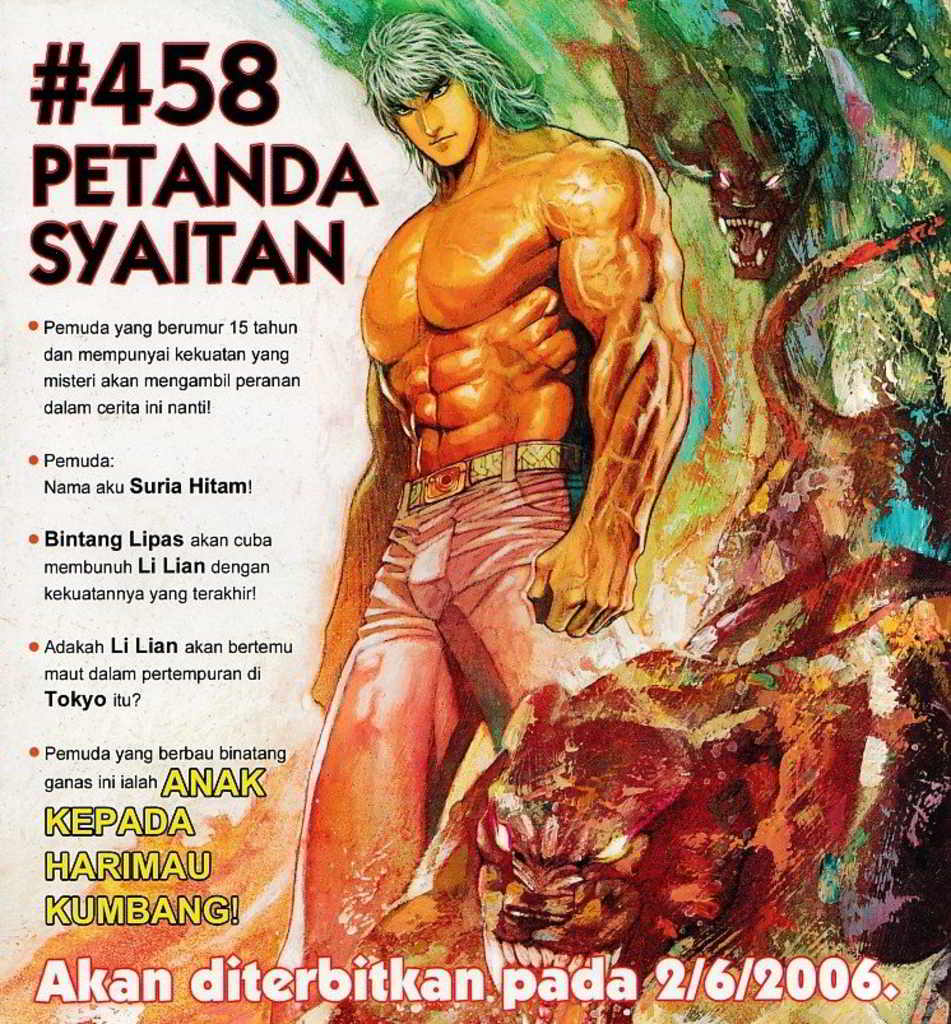 #458
PETANDA
SYAITAN
• Pemuda yang berumur 15 tahun
dan mempunyai kekuatan yang
misteri akan mengambil peranan
dalam cerita ini nanti!
• Pemuda:
Nama aku Suria Hitam!
• Bintang Lipas akan cuba
membunuh Li Lian dengan
kekuatannya yang terakhir!
• Adakah Li Lian akan bertemu
maut dalam pertempuran di
Tokyo itu?
• Pemuda yang berbau binatang
ganas ini ialah ANAK
KEPADA
HARIMAU
KUMBANG!
Akan diterbitkan pada 2/6/2006.